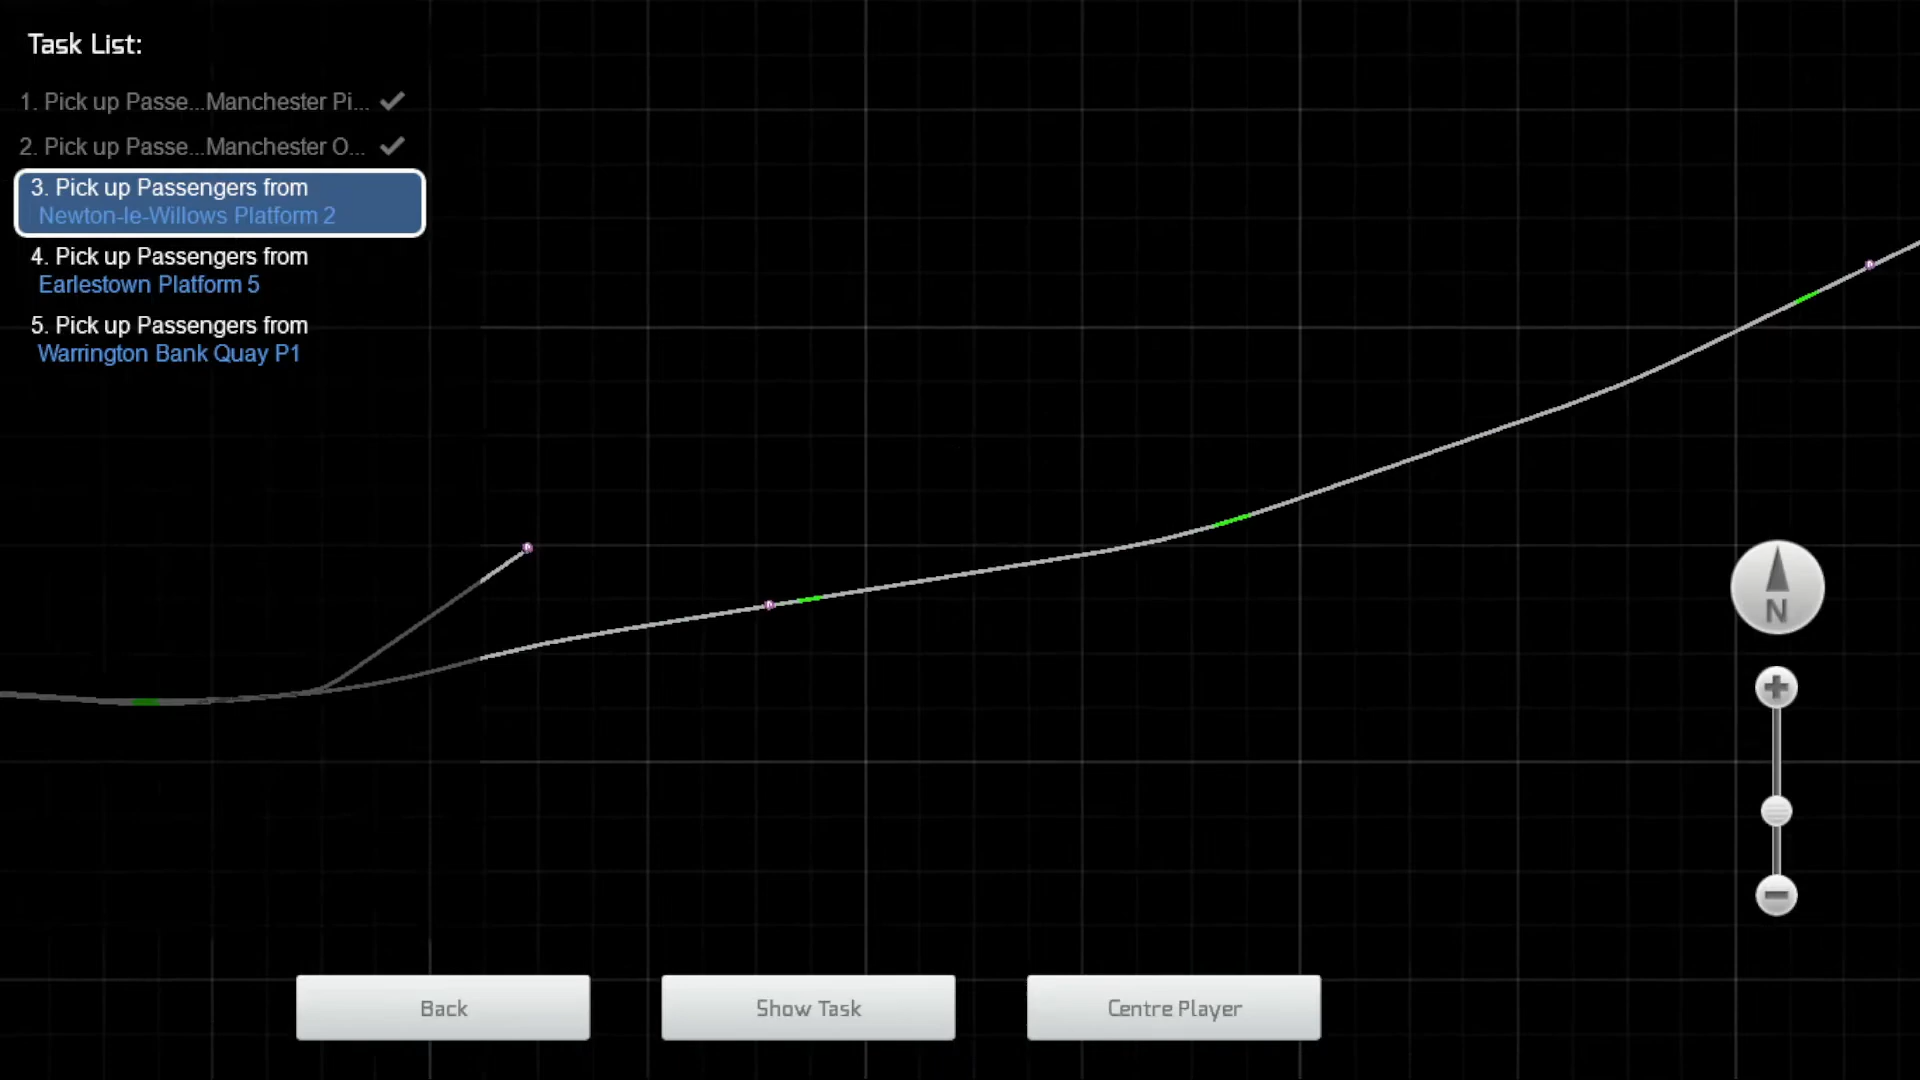 Task List:
1. Pick up Passe...Manchester Pi...
2. Pick up Passe...Manchester O...
3. Pick up Passengers from
Newton-le-Willows Platform 2
4. Pick up Passengers from
Earlestown Platform 5
5. Pick up Passengers from
Warrington Bank Quay P1
N
Back
Show Task
Centre Player